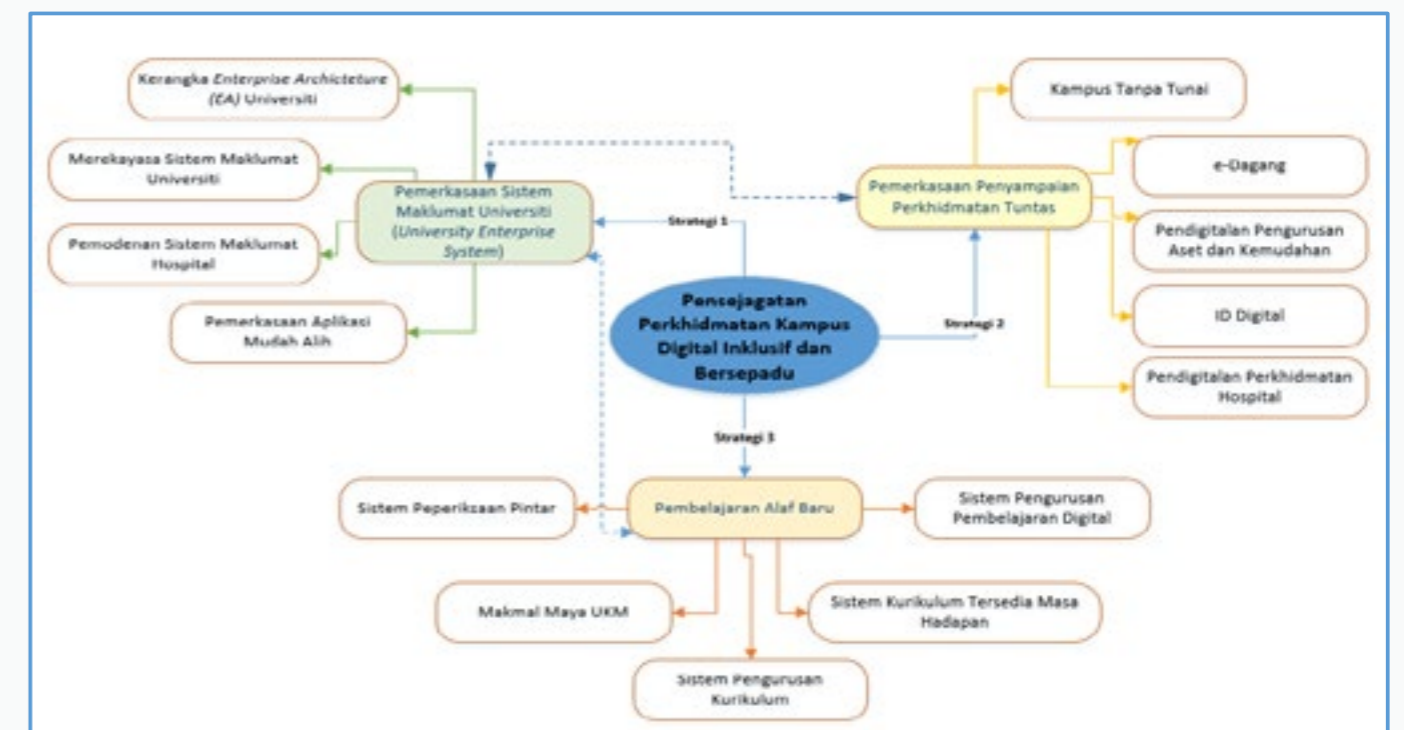 Kerangka Enterprise Archicteture
(EA) Universiti
Merekayasa Sistem Maklumat
Universiti
Pemodenan Sistem Maklumat
Hospital
Pemerkasaan Aplikasi
Mudah Alih
Pemerkasaan Sistem
Maklumat Universiti
(University Enterprise
System)
Strategi 1
Pensejagatan
Perkhidmatan Kampus
Digital Inklusif dan
Bersepadu
Strategi 2
Pemerkasaan Penyampaian
Perkhidmatan Tuntas
Kampus Tanpa Tunai
e-Dagang
Pendigitalan Pengurusan
Aset dan Kemudahan
ID Digital
Pendigitalan Perkhidmatan
Hospital
Strategi 3
Pembelajaran Alaf Baru
Sistem Peperiksaan Pintar
Sistem Pengurusan
Pembelajaran Digital
Makmal Maya UKM
Sistem Kurikulum Tersedia Masa
Hadapan
Sistem Pengurusan
Kurikulum